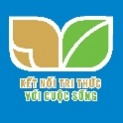 KẾT NỐI TRI THỨC
VỚI CUỘC SỐNG